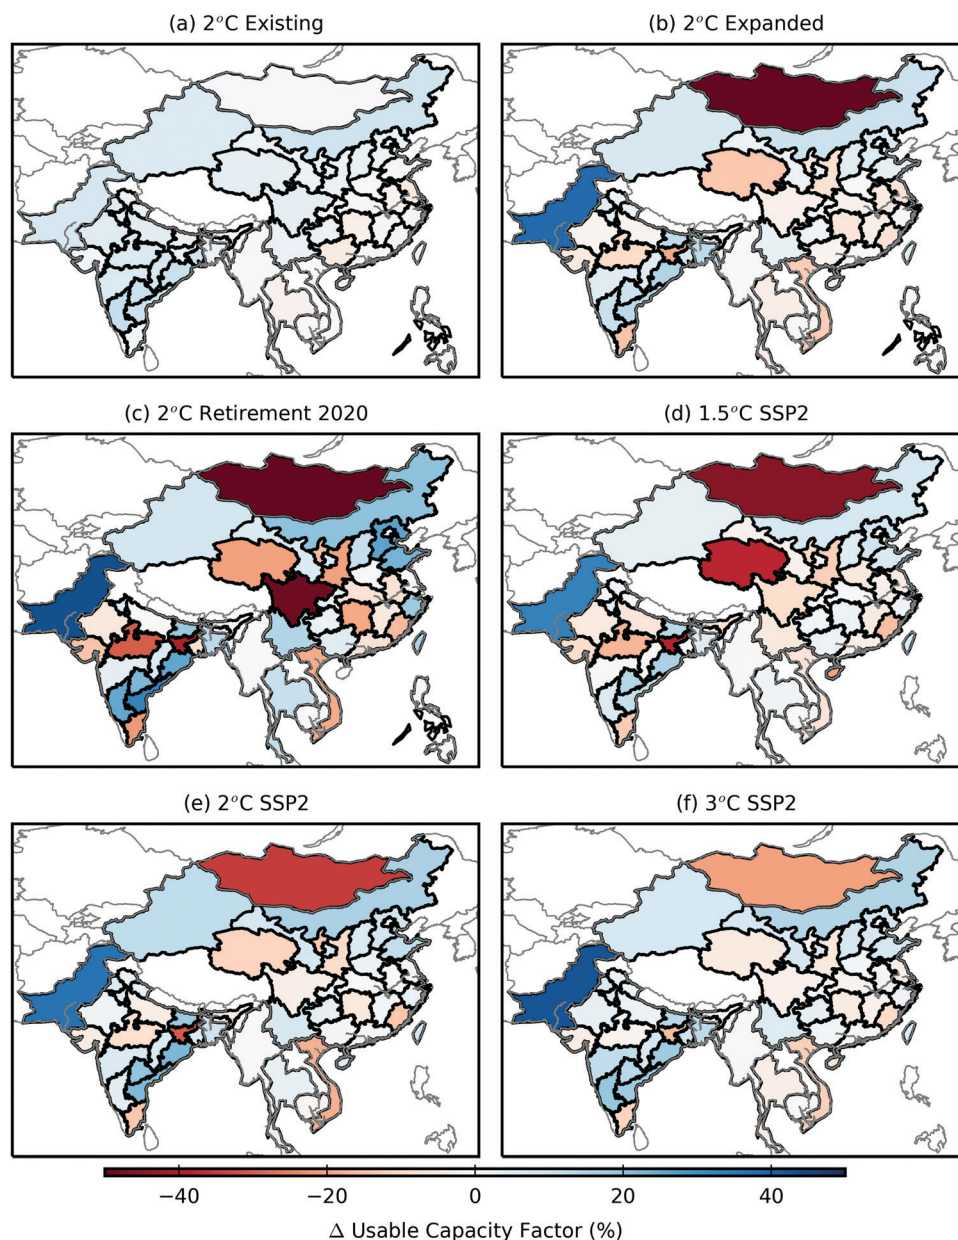 (a) 2°C Existing
(b) 2°C Expanded
(c) 2°C Retirement 2020
(d) 1.5°C SSP2
(e) 2°C SSP2
(f) 3°C SSP2
−40 −20 0 20 40
Δ Usable Capacity Factor (%)